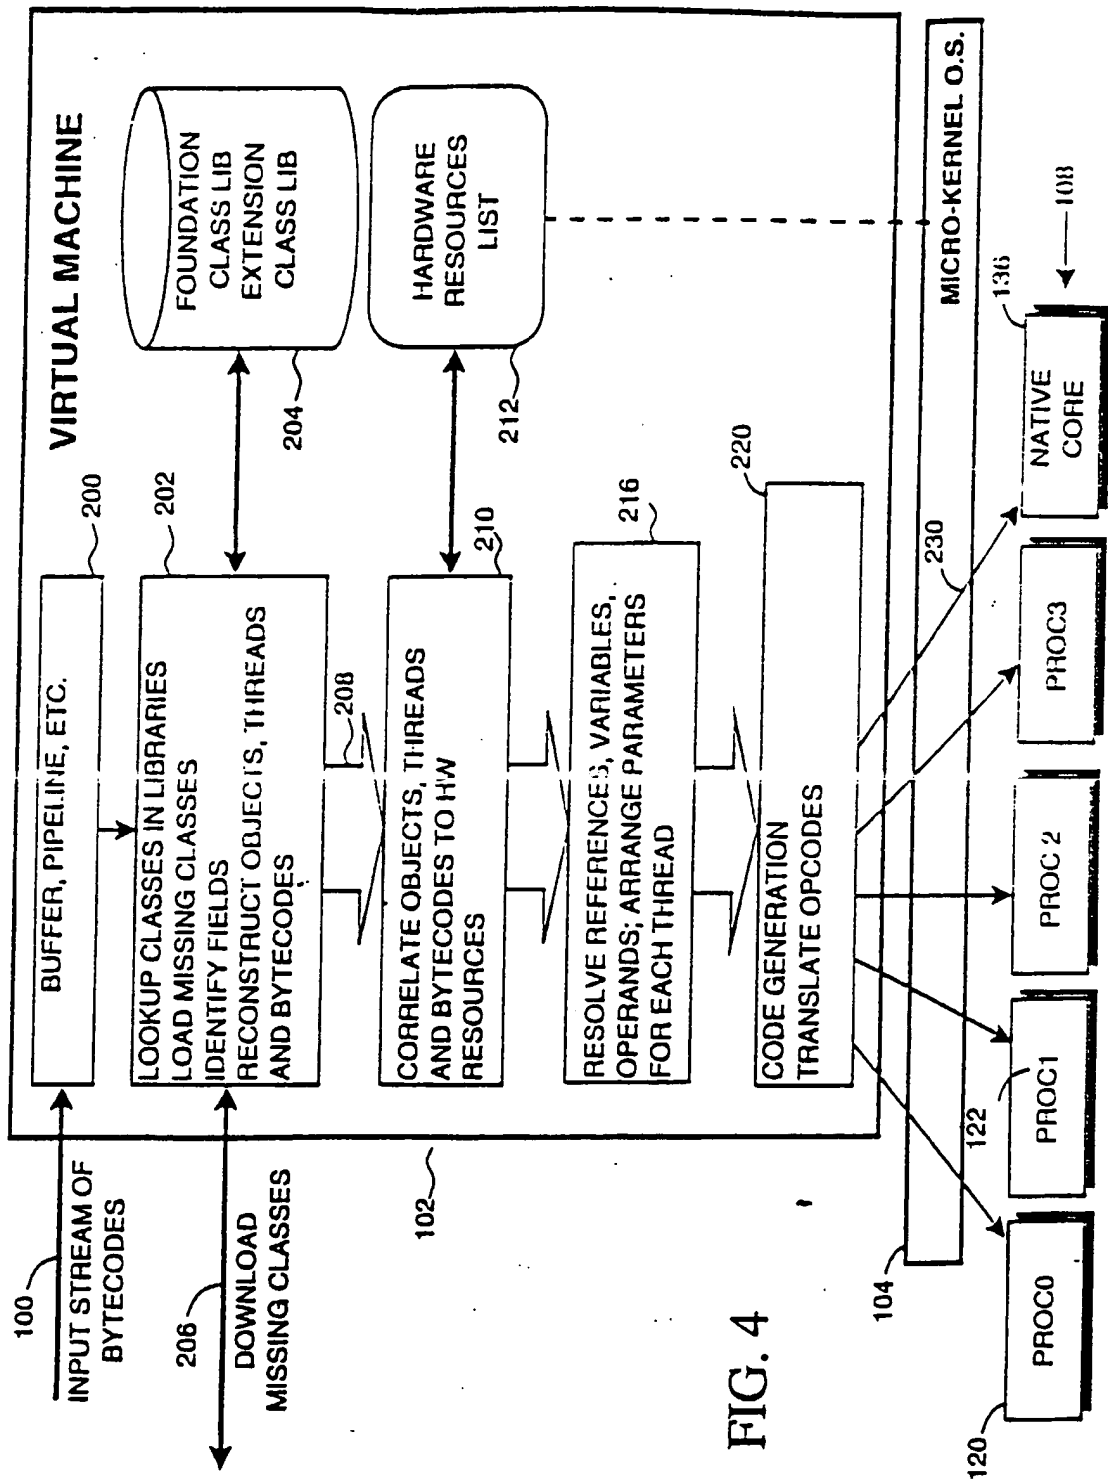 VIRTUAL MACHINE
100
INPUT STREAM OF
BYTECODES
BUFFER, PIPELINE, ETC.
200
206
DOWNLOAD
MISSING CLASSES
LOOKUP CLASSES IN LIBRARIES
LOAD MISSING CLASSES
IDENTIFY FIELDS
RECONSTRUCT OBJECTS, THREADS
AND BYTECODES
202
FOUNDATION
CLASS LIB
EXTENSION
CLASS LIB
204
208
CORRELATE OBJECTS, THREADS
AND BYTECODES TO HW
RESOURCES
210
HARDWARE
RESOURCES
LIST
212
102
RESOLVE REFERENCES, VARIABLES,
OPERANDS; ARRANGE PARAMETERS
FOR EACH THREAD
216
CODE GENERATION
TRANSLATE OPCODES
220
104
MICRO-KERNEL O.S.
230
122
136
108
120
PROC0
PROC1
PROC 2
PROC3
NATIVE
CORE
FIG. 4